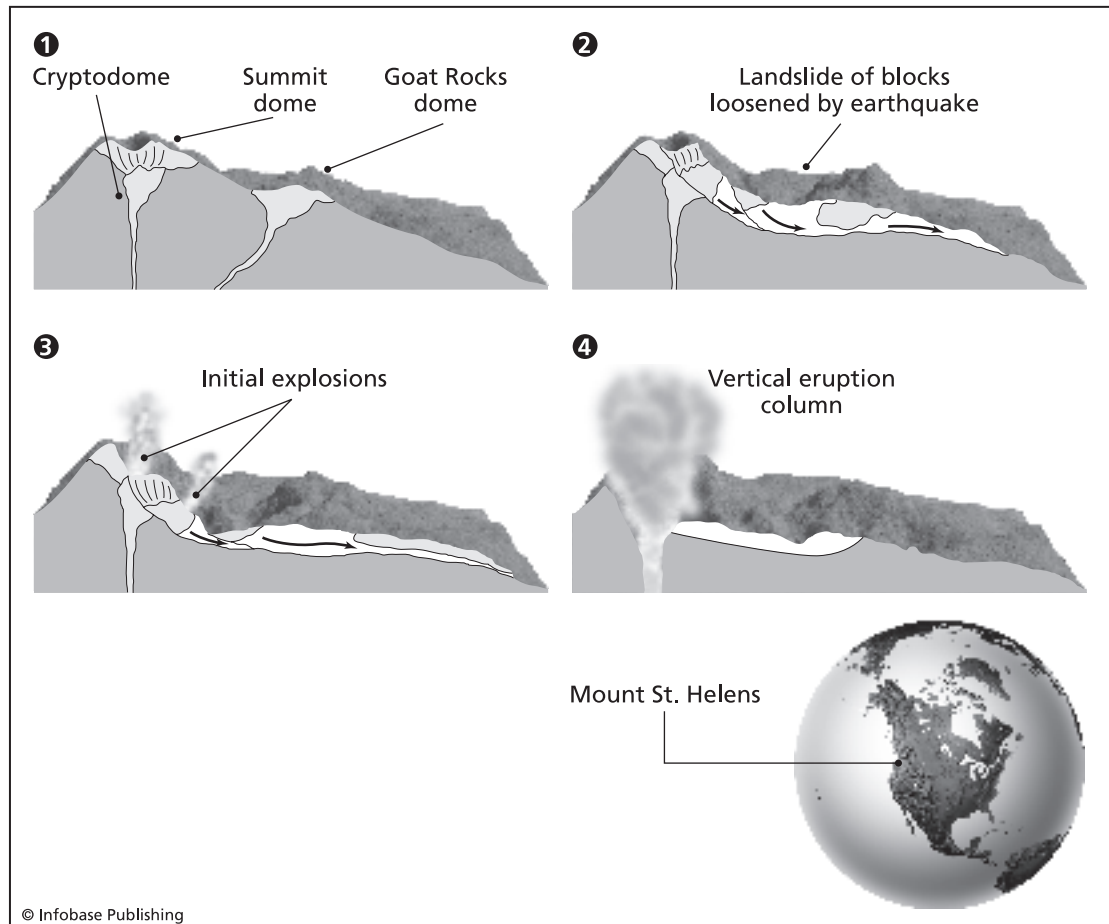 1
Cryptodome
Summit
dome
Goat Rocks
dome
2
Landslide of blocks
loosened by earthquake
3
Initial explosions
4
Vertical eruption
column
Mount St. Helens
© Infobase Publishing